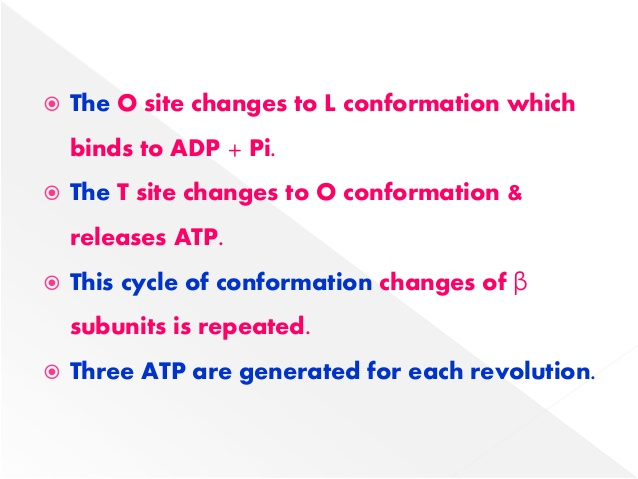 The O site changes to L conformation which
binds to ADP + Pi.
The T site changes to O conformation &
releases ATP.
This cycle of conformation changes of β
subunits is repeated.
Three ATP are generated for each revolution.